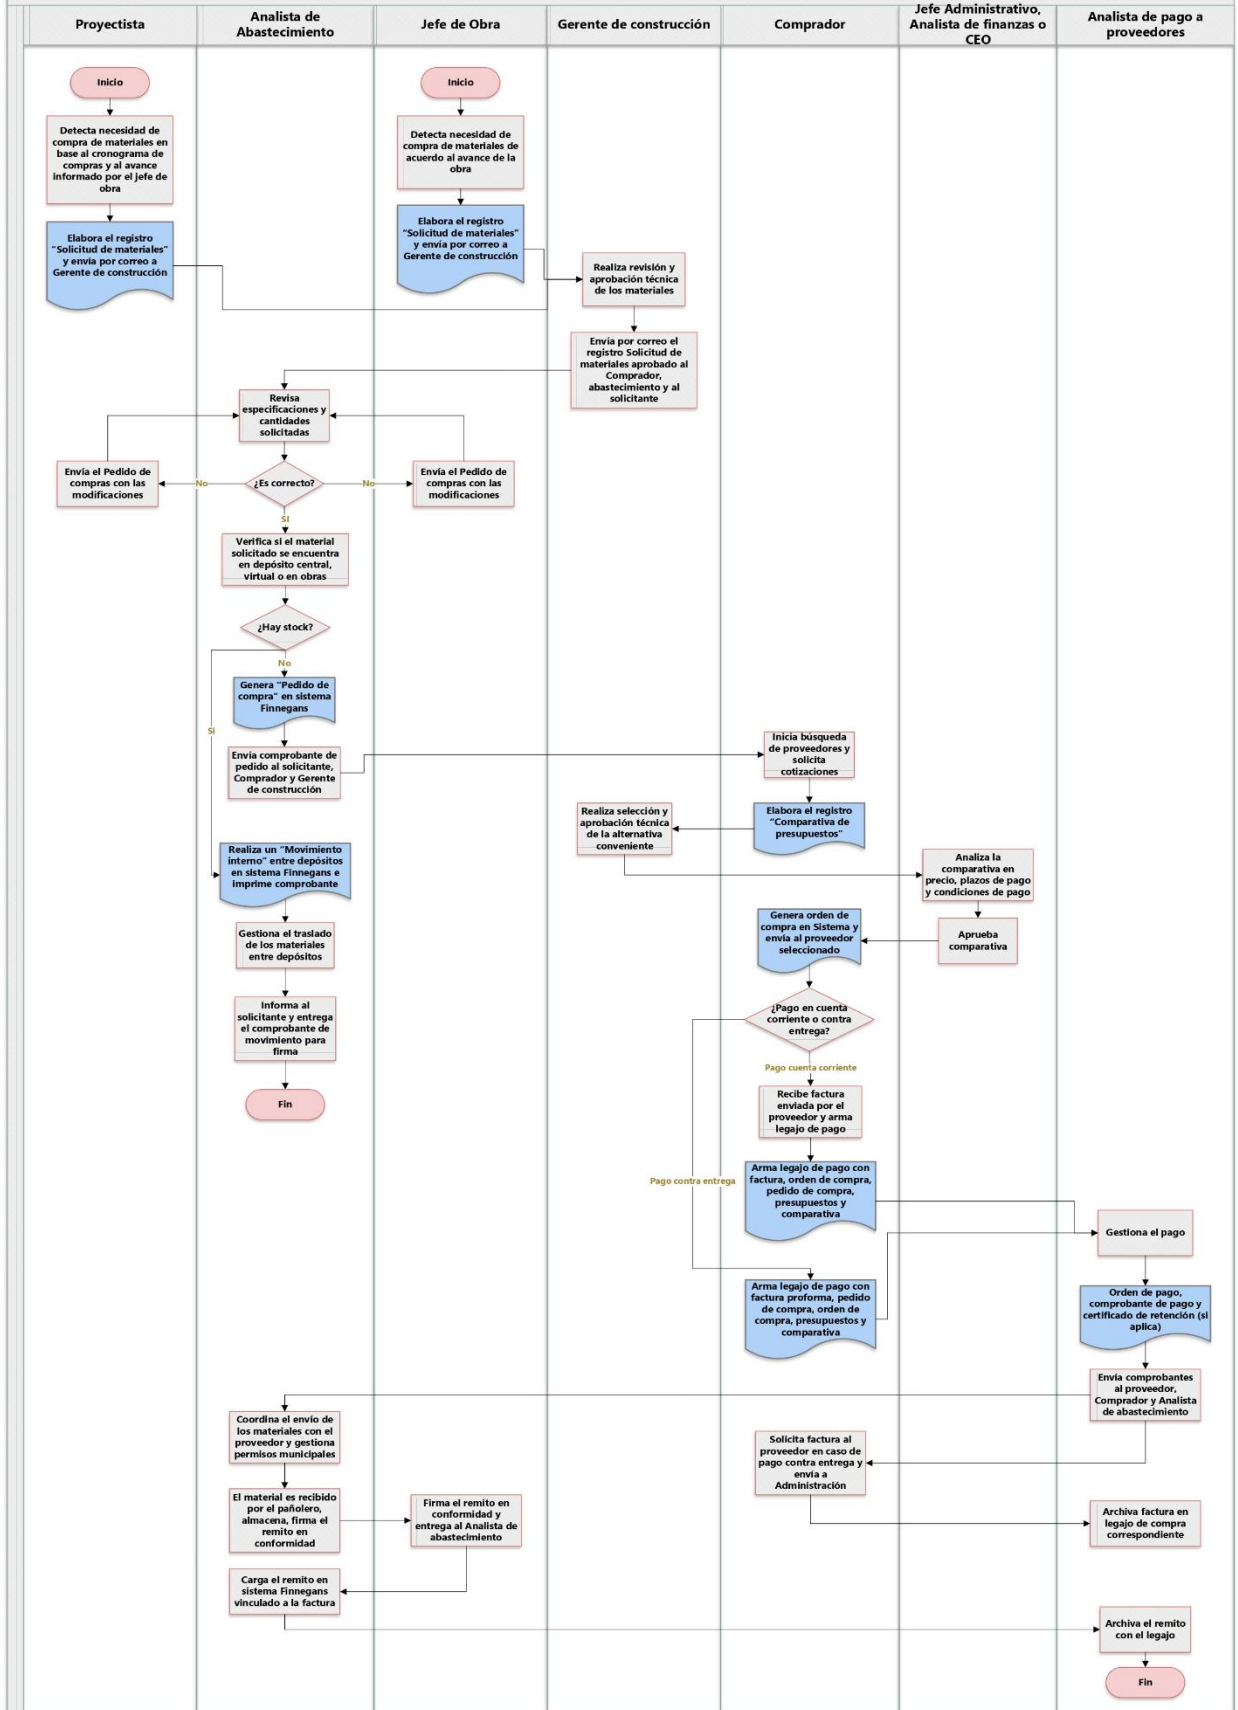 Proyectista
Analista de
Abastecimiento
Jefe de Obra
Gerente de construcción
Comprador
Jefe Administrativo,
Analista de finanzas o
CEO
Analista de pago a
proveedores
Inicio
Inicio
Detecta necesidad de
compra de materiales en
base al cronograma de
compras y al avance
informado por el jefe de
obra
Detecta necesidad de
compra de materiales de
acuerdo al avance de la
obra
Elabora el registro
“Solicitud de materiales”
y envía por correo a
Gerente de construcción
Elabora el registro
“Solicitud de materiales”
y envía por correo a
Gerente de construcción
Realiza revisión y
aprobación técnica
de los materiales
Envía por correo el
registro Solicitud de
materiales aprobado al
Comprador,
abastecimiento y al
solicitante
Revisa
especificaciones y
cantidades
solicitadas
Envía el Pedido de
compras con las
modificaciones
No
¿Es correcto?
No
Envía el Pedido de
compras con las
modificaciones
SI
Verifica si el material
solicitado se encuentra
en depósito central,
virtual o en obras
¿Hay stock?
No
Genera “Pedido de
compra” en sistema
Finnegans
Si
Envía comprobante de
pedido al solicitante,
Comprador y Gerente
de construcción
Inicia búsqueda
de proveedores y
solicita
cotizaciones
Elabora el registro
“Comparativa de
presupuestos”
Realiza selección y
aprobación técnica
de la alternativa
conveniente
Realiza un “Movimiento
interno” entre depósitos
en sistema Finnegans e
imprime comprobante
Analiza la
comparativa en
precio, plazos de pago
y condiciones de pago
Gestiona el traslado
de los materiales
entre depósitos
Genera orden de
compra en Sistema y
envía al proveedor
seleccionado
Aprueba
comparativa
Informa al
solicitante y entrega
el comprobante de
movimiento para
firma
¿Pago en cuenta
corriente o contra
entrega?
Pago cuenta corriente
Fin
Recibe factura
enviada por el
proveedor y arma
legajo de pago
Pago contra entrega
Arma legajo de pago con
factura, orden de compra,
pedido de compra,
presupuestos y
comparativa
Gestiona el pago
Arma legajo de pago con
factura proforma, pedido
de compra, orden de
compra, presupuestos y
comparativa
Orden de pago,
comprobante de pago y
certificado de retención (si
aplica)
Envía comprobantes
al proveedor,
Comprador y Analista
de abastecimiento
Coordina el envío de
los materiales con el
proveedor y gestiona
permisos municipales
Solicita factura al
proveedor en caso de
pago contra entrega y
envía a
Administración
El material es recibido
por el pañolero,
almacena, firma el
remito en
conformidad
Firma el remito en
conformidad y
entrega al Analista de
abastecimiento
Archiva factura en
legajo de compra
correspondiente
Carga el remito en
sistema Finnegans
vinculado a la factura
Archiva el remito
con el legajo
Fin